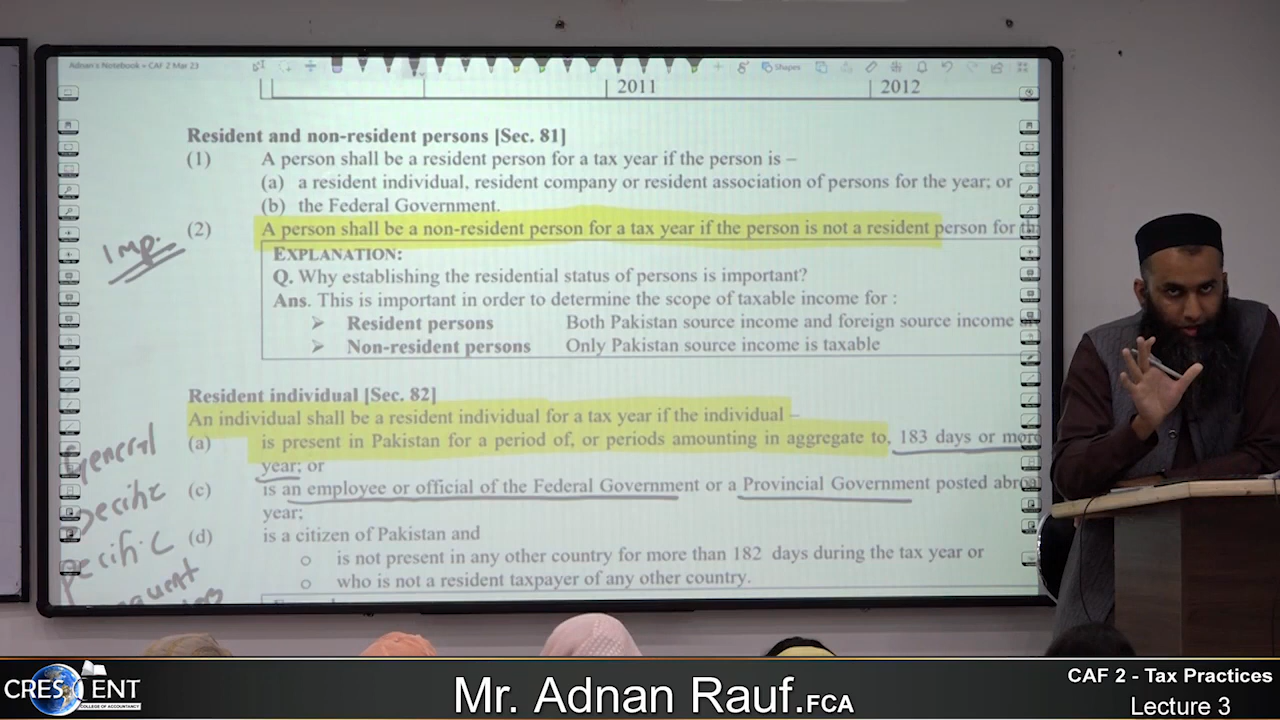 Adnan's Notebook » CAF 2 Mar 23
Shapes
2011 2012
Resident and non-resident persons [Sec. 81]
(1) A person shall be a resident person for a tax year if the person is –
(a) a resident individual, resident company or resident association of persons for the year; or
(b) the Federal Government.
(2) A person shall be a non-resident person for a tax year if the person is not a resident person for
Imp.
EXPLANATION:
Q. Why establishing the residential status of persons is important?
Ans. This is important in order to determine the scope of taxable income for :
➢ Resident persons Both Pakistan source income and foreign source income
➢ Non-resident persons Only Pakistan source income is taxable
Resident individual [Sec. 82]
An individual shall be a resident individual for a tax year if the individual –
General
(a) is present in Pakistan for a period of, or periods amounting in aggregate to, 183 days or more
year; or
(c) is an employee or official of the Federal Government or a Provincial Government posted
year;
(d) is a citizen of Pakistan and
o is not present in any other country for more than 182 days during the tax year or
o who is not a resident taxpayer of any other country.
CRESCENT
COLLEGE OF ACCOUNTANCY
Mr. Adnan Rauf.FCA
CAF 2 - Tax Practices
Lecture 3